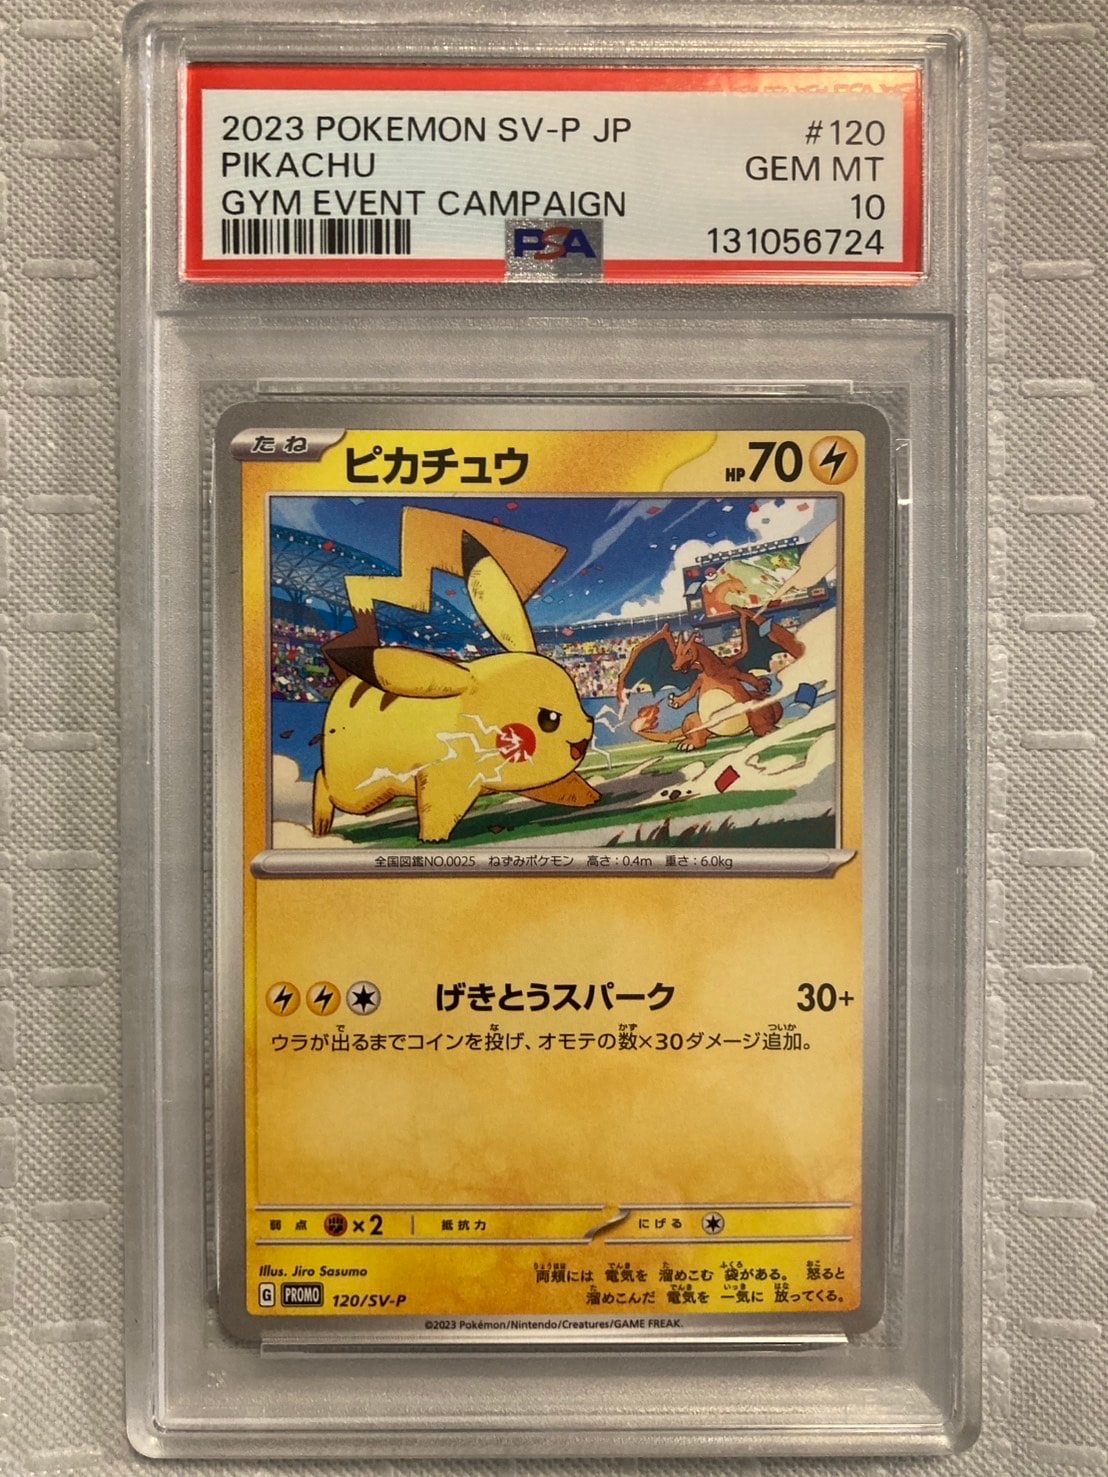 2023 POKEMON SV-P JP #120
PIKACHU GEM MT
GYM EVENT CAMPAIGN 10
PSA 131056724
たね ピカチュウ HP70
全国図鑑NO.0025 ねずみポケモン 高さ:0.4m 重さ:6.0kg
げきとうスパーク 30+
ウラが出るまでコインを投げ、オモテの数×30ダメージ追加。
弱点 ×2 抵抗力 にげる
Illus. Jiro Sasumo
両頬には 電気を 溜めこむ 袋がある。 怒ると
G PROMO 120/SV-P 溜めこんだ 電気を 一気に 放ってくる。
©2023 Pokémon/Nintendo/Creatures/GAME FREAK.